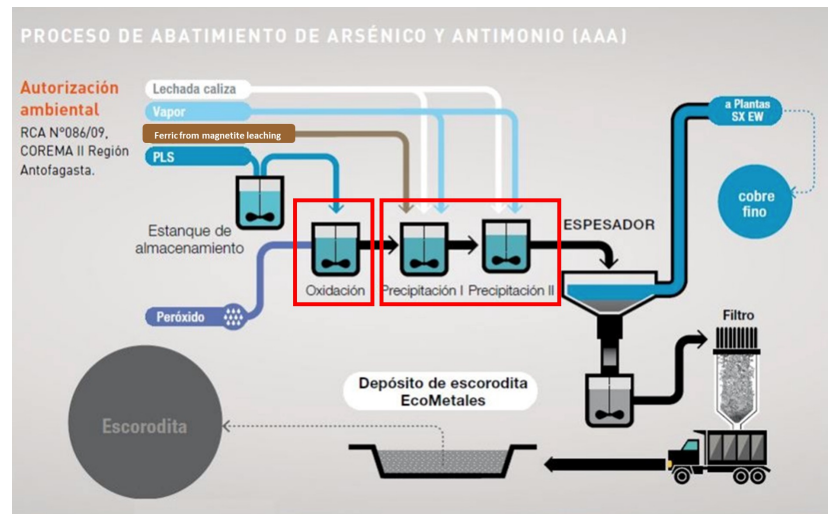 PROCESO DE ABATIMIENTO DE ARSÉNICO Y ANTIMONIO (AAA)
Autorización
ambiental
RCA Nº086/09,
COREMA II Región
Antofagasta.
Lechada caliza
Vapor
Ferric from magnetite leaching
PLS
a Plantas
SX EW
cobre
fino
Estanque de
almacenamiento
ESPESADOR
Oxidación
Precipitación I
Precipitación II
Peróxido
Filtro
Depósito de escorodita
EcoMetales
Escorodita